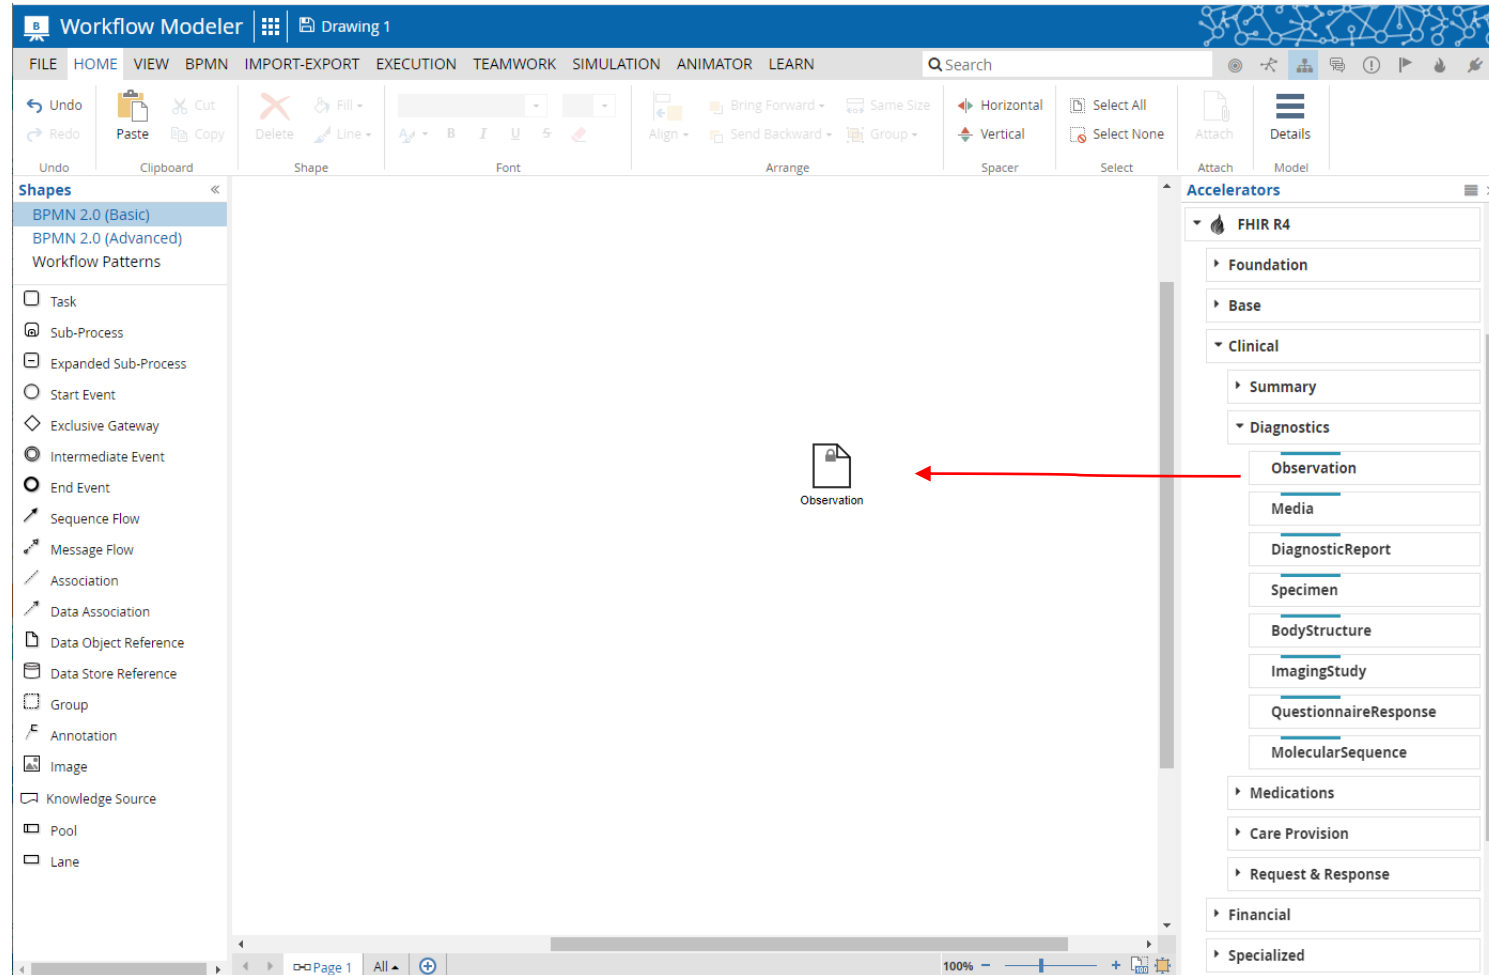 Workflow Modeler
Drawing 1
FILE HOME VIEW BPMN IMPORT-EXPORT EXECUTION TEAMWORK SIMULATION ANIMATOR LEARN
Search
Undo
Redo
Undo
Paste
Cut
Copy
Clipboard
Delete
Fill
Line
Shape
B I U S
Font
Align
Bring Forward
Send Backward
Same Size
Group
Arrange
Horizontal
Vertical
Spacer
Select All
Select None
Select
Attach
Attach
Details
Model
Shapes
BPMN 2.0 (Basic)
BPMN 2.0 (Advanced)
Workflow Patterns
Task
Sub-Process
Expanded Sub-Process
Start Event
Exclusive Gateway
Intermediate Event
End Event
Sequence Flow
Message Flow
Association
Data Association
Data Object Reference
Data Store Reference
Group
Annotation
Image
Knowledge Source
Pool
Lane
Observation
Accelerators
FHIR R4
Foundation
Base
Clinical
Summary
Diagnostics
Observation
Media
DiagnosticReport
Specimen
BodyStructure
ImagingStudy
QuestionnaireResponse
MolecularSequence
Medications
Care Provision
Request & Response
Financial
Specialized
Page 1
All
100%